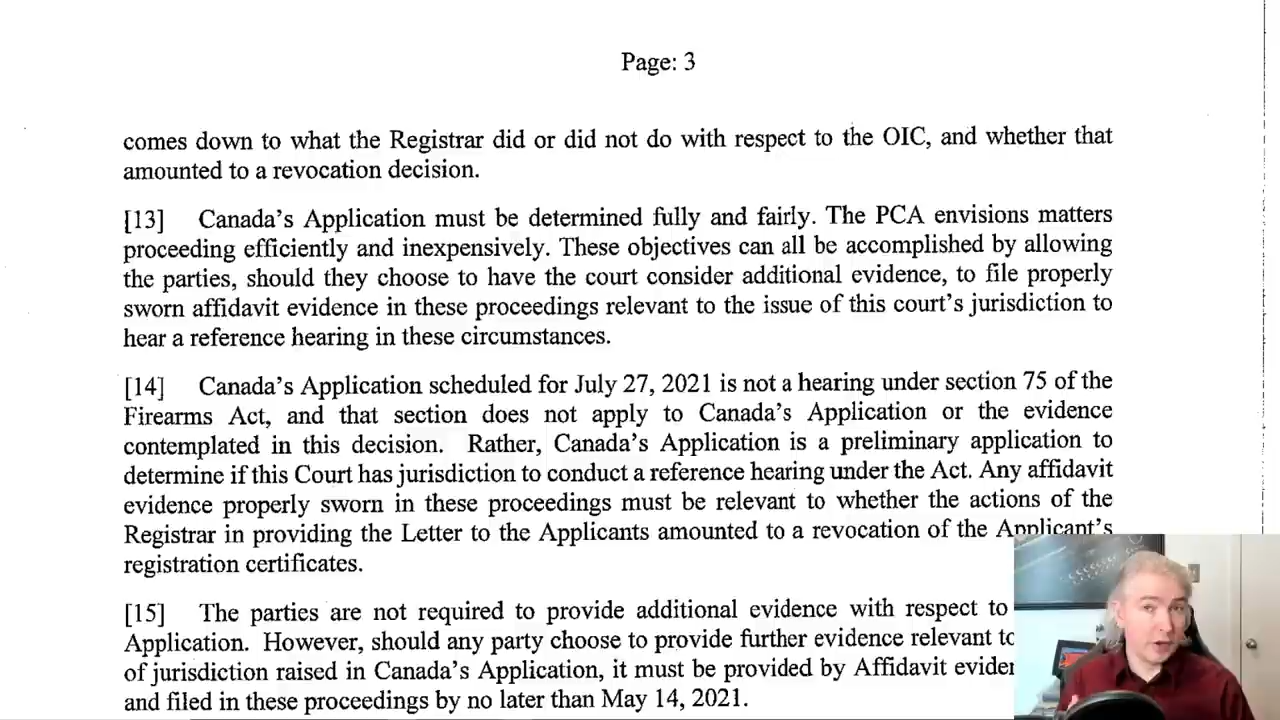 Page: 3
comes down to what the Registrar did or did not do with respect to the OIC, and whether that
amounted to a revocation decision.
[13] Canada's Application must be determined fully and fairly. The PCA envisions matters
proceeding efficiently and inexpensively. These objectives can all be accomplished by allowing
the parties, should they choose to have the court consider additional evidence, to file properly
sworn affidavit evidence in these proceedings relevant to the issue of this court's jurisdiction to
hear a reference hearing in these circumstances.
[14] Canada's Application scheduled for July 27, 2021 is not a hearing under section 75 of the
Firearms Act, and that section does not apply to Canada's Application or the evidence
contemplated in this decision. Rather, Canada's Application is a preliminary application to
determine if this Court has jurisdiction to conduct a reference hearing under the Act. Any affidavit
evidence properly sworn in these proceedings must be relevant to whether the actions of the
Registrar in providing the Letter to the Applicants amounted to a revocation of the Applicant's
registration certificates.
[15] The parties are not required to provide additional evidence with respect to
Application. However, should any party choose to provide further evidence relevant to
of jurisdiction raised in Canada's Application, it must be provided by Affidavit eviden
and filed in these proceedings by no later than May 14, 2021.